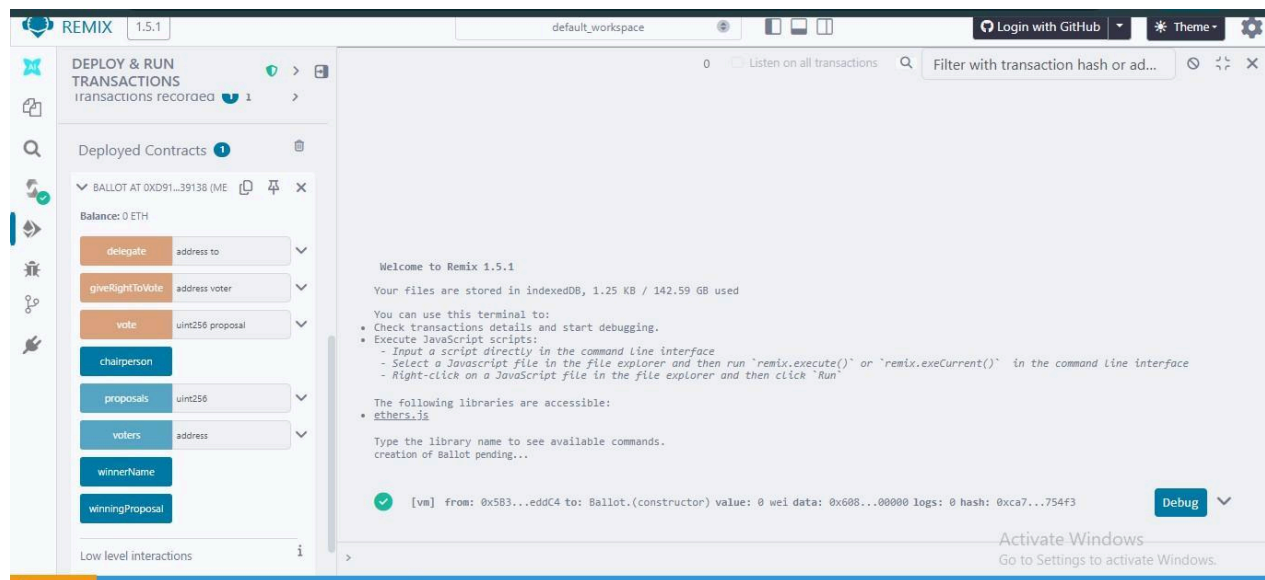 REMIX 1.5.1
default_workspace
Login with GitHub
Theme
AI
DEPLOY & RUN
TRANSACTIONS
Transactions recorded 1 i
Deployed Contracts 1
BALLOT AT 0XD91...39138 (ME
Balance: 0 ETH
delegate address to
giveRightToVote address voter
vote uint256 proposal
chairperson
proposals uint256
voters address
winnerName
winningProposal
Low level interactions i
0 Listen on all transactions Filter with transaction hash or ad...
Welcome to Remix 1.5.1
Your files are stored in indexedDB, 1.25 KB / 142.59 GB used
You can use this terminal to:
• Check transactions details and start debugging.
• Execute JavaScript scripts:
- Input a script directly in the command line interface
- Select a Javascript file in the file explorer and then run `remix.execute()` or `remix.exeCurrent()` in the command line interface
- Right-click on a JavaScript file in the file explorer and then click `Run`
The following libraries are accessible:
• ethers.js
Type the library name to see available commands.
creation of Ballot pending...
[vm] from: 0x5B3...eddC4 to: Ballot.(constructor) value: 0 wei data: 0x608...00000 logs: 0 hash: 0xca7...754f3
Debug
>
Activate Windows
Go to Settings to activate Windows.